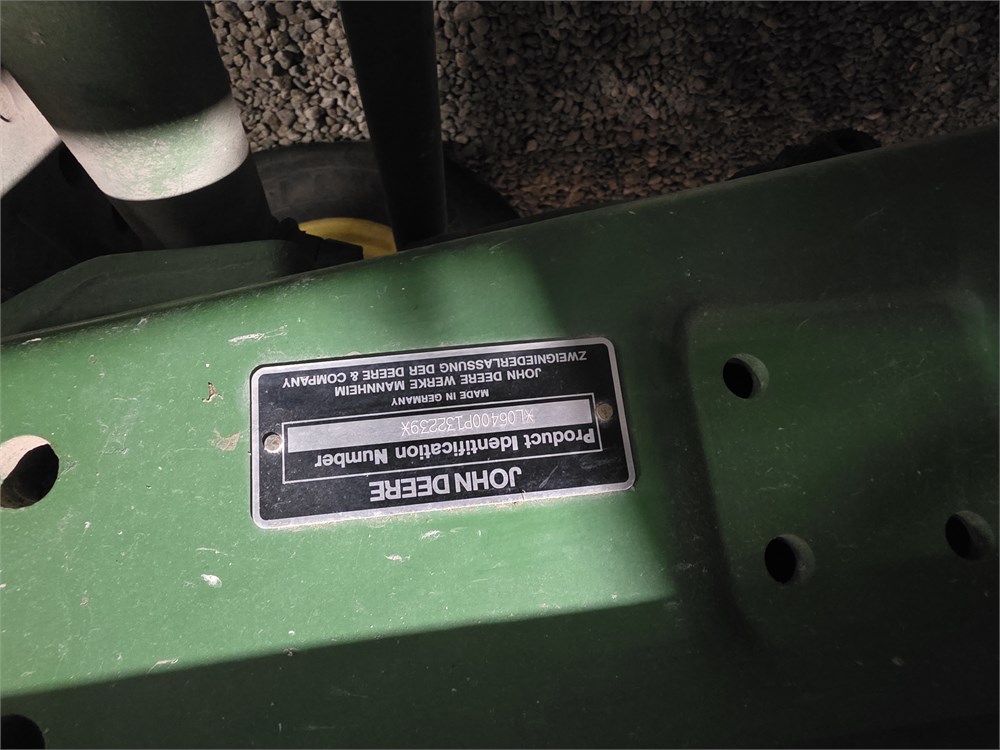 JOHN DEERE
Product Identification Number
*L06400P132239*
MADE IN GERMANY
JOHN DEERE WERKE MANNHEIM
ZWEIGNIEDERLASSUNG DER DEERE & COMPANY